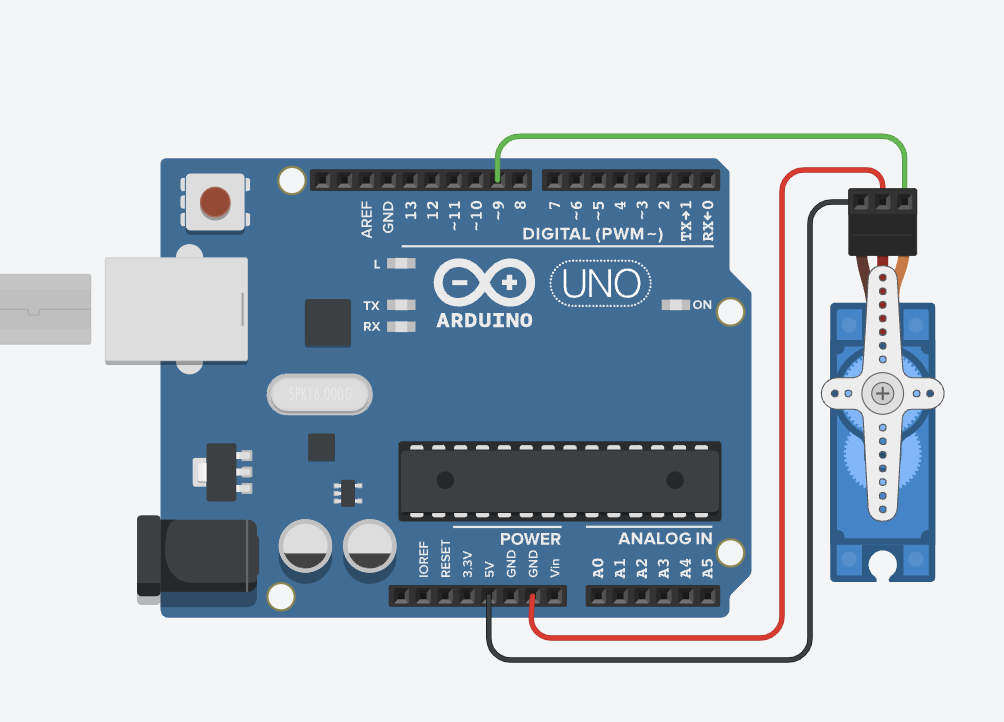 AREF
GND
13
12
~11
~10
~9
8
7
~6
~5
4
~3
2
TX→1
RX←0
DIGITAL (PWM~)
L
TX
RX
ARDUINO
UNO
ON
SPK16.000G
POWER
ANALOG IN
IOREF
RESET
3.3V
5V
GND
GND
Vin
A0
A1
A2
A3
A4
A5